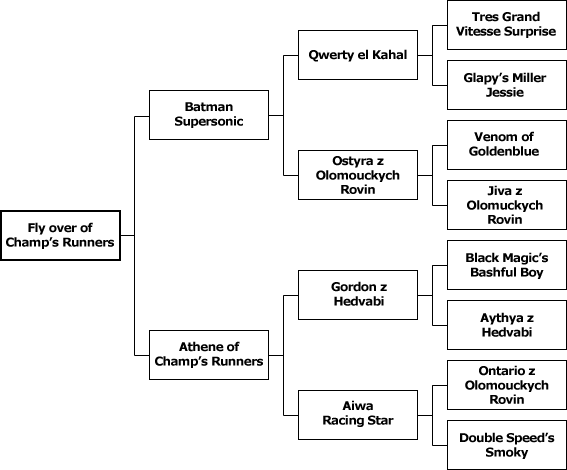 Tres Grand
Vitesse Surprise
Qwerty el Kahal
Glapy's Miller
Jessie
Batman
Supersonic
Venom of
Goldenblue
Ostyra z
Olomouckych
Rovin
Jiva z
Olomuckych
Rovin
Fly over of
Champ's Runners
Black Magic's
Bashful Boy
Gordon z
Hedvabi
Aythya z
Hedvabi
Athene of
Champ's Runners
Ontario z
Olomouckych
Rovin
Aiwa
Racing Star
Double Speed's
Smoky